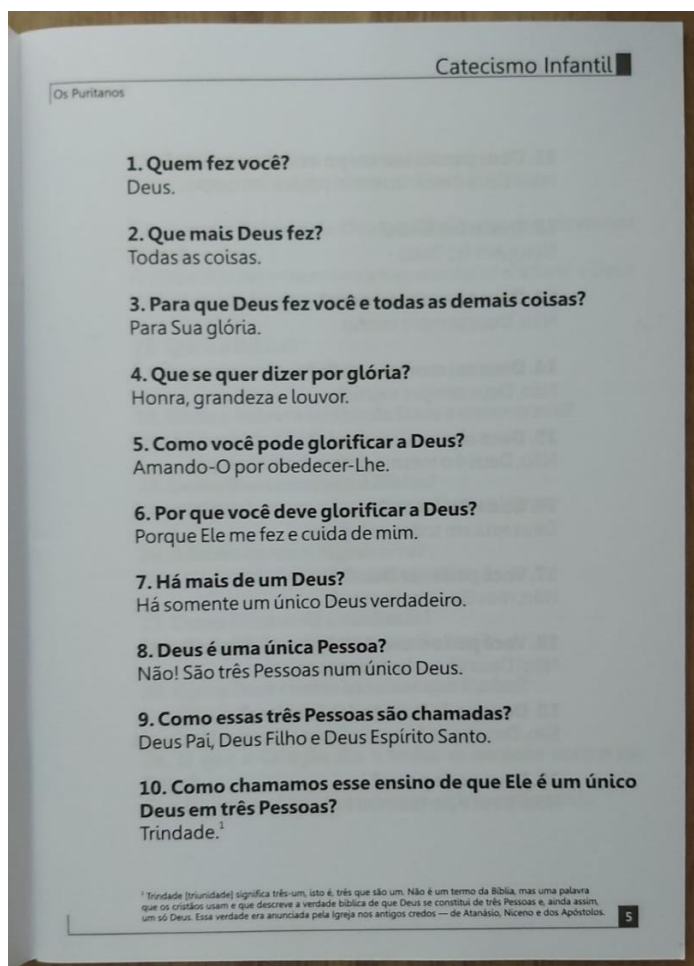 Catecismo Infantil
Os Puritanos
1. Quem fez você?
Deus.
2. Que mais Deus fez?
Todas as coisas.
3. Para que Deus fez você e todas as demais coisas?
Para Sua glória.
4. Que se quer dizer por glória?
Honra, grandeza e louvor.
5. Como você pode glorificar a Deus?
Amando-O por obedecer-Lhe.
6. Por que você deve glorificar a Deus?
Porque Ele me fez e cuida de mim.
7. Há mais de um Deus?
Há somente um único Deus verdadeiro.
8. Deus é uma única Pessoa?
Não! São três Pessoas num único Deus.
9. Como essas três Pessoas são chamadas?
Deus Pai, Deus Filho e Deus Espírito Santo.
10. Como chamamos esse ensino de que Ele é um único
Deus em três Pessoas?
Trindade.¹
¹ Trindade [triunidade] significa três-um, isto é, três que são um. Não é um termo da Bíblia, mas uma palavra
que os cristãos usam e que descreve a verdade bíblica de que Deus se constitui de três Pessoas e, ainda assim,
um só Deus. Essa verdade era anunciada pela Igreja nos antigos credos — de Atanásio, Niceno e dos Apóstolos.
5